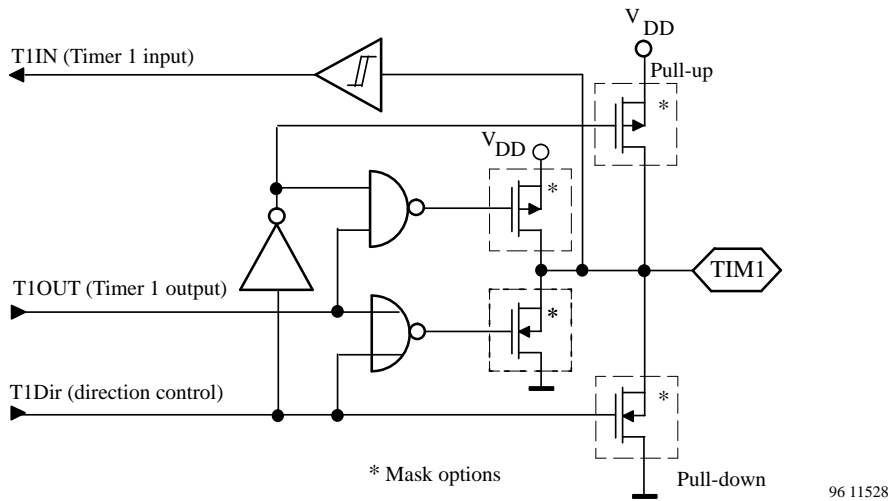 V
DD
T1IN (Timer 1 input)
Pull-up
*
V
DD
*
TIM1
T1OUT (Timer 1 output)
*
T1Dir (direction control)
*
* Mask options
Pull-down
96 11528